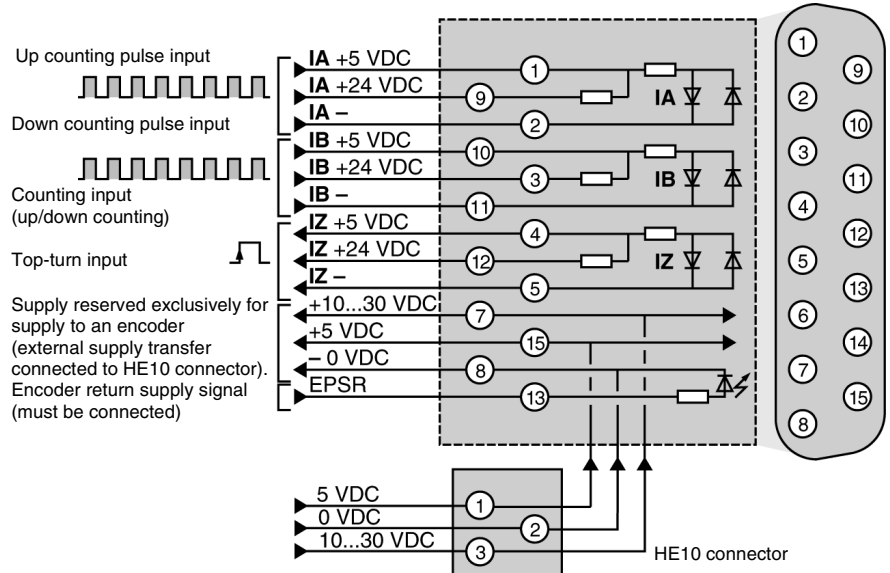 Up counting pulse input
Down counting pulse input
Counting input
(up/down counting)
Top-turn input
Supply reserved exclusively for
supply to an encoder
(external supply transfer
connected to HE10 connector).
Encoder return supply signal
(must be connected)
IA +5 VDC
1
IA +24 VDC
9
IA
IA –
2
IB +5 VDC
10
IB +24 VDC
3
IB
IB –
11
IZ +5 VDC
4
IZ +24 VDC
12
IZ
IZ –
5
+10...30 VDC
7
+5 VDC
15
– 0 VDC
8
EPSR
13
5 VDC
1
0 VDC
2
10...30 VDC
3
HE10 connector
1
9
2
10
3
11
4
12
5
13
6
14
7
15
8